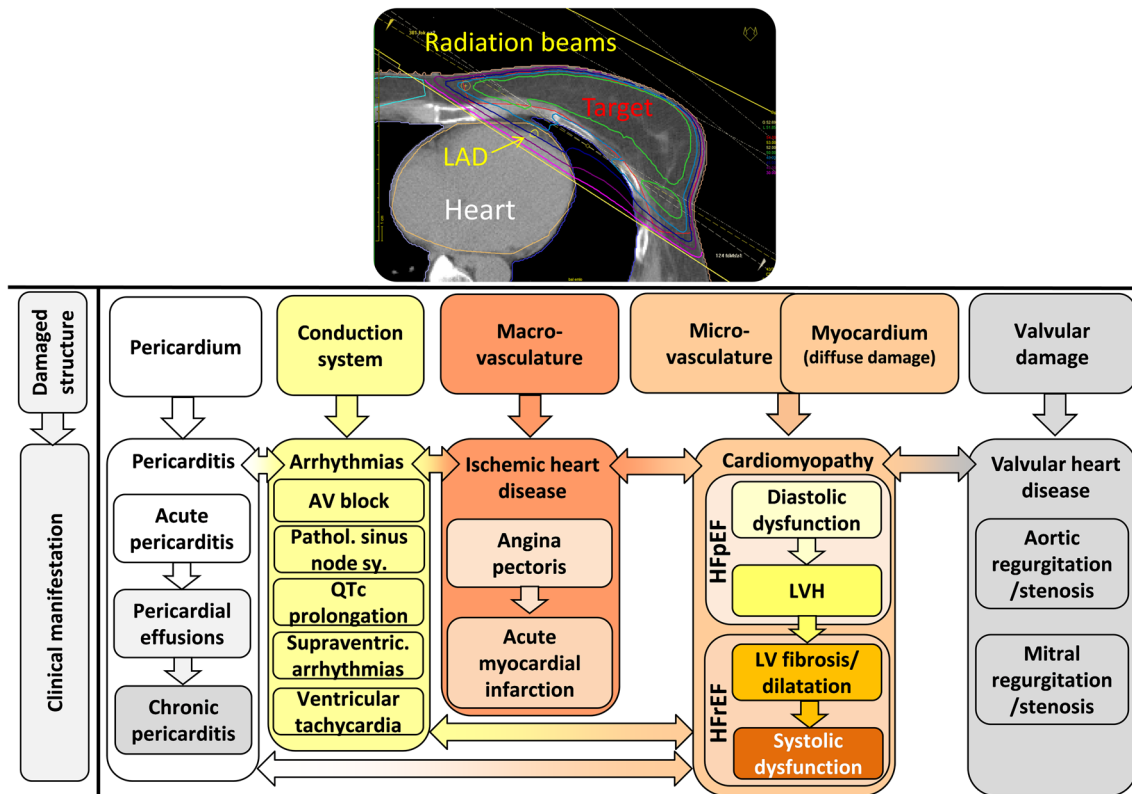 Radiation beams
Target
LAD
Heart
Damaged
structure
Pericardium
Conduction
system
Macro-
vasculature
Micro-
vasculature
Myocardium
(diffuse damage)
Valvular
damage
Clinical manifestation
Pericarditis
Acute
pericarditis
Pericardial
effusions
Chronic
pericarditis
Arrhythmias
AV block
Pathol. sinus
node sy.
QTc
prolongation
Supraventric.
arrhythmias
Ventricular
tachycardia
Ischemic heart
disease
Angina
pectoris
Acute
myocardial
infarction
Cardiomyopathy
HFpEF
Diastolic
dysfunction
LVH
HFrEF
LV fibrosis/
dilatation
Systolic
dysfunction
Valvular heart
disease
Aortic
regurgitation
/stenosis
Mitral
regurgitation
/stenosis